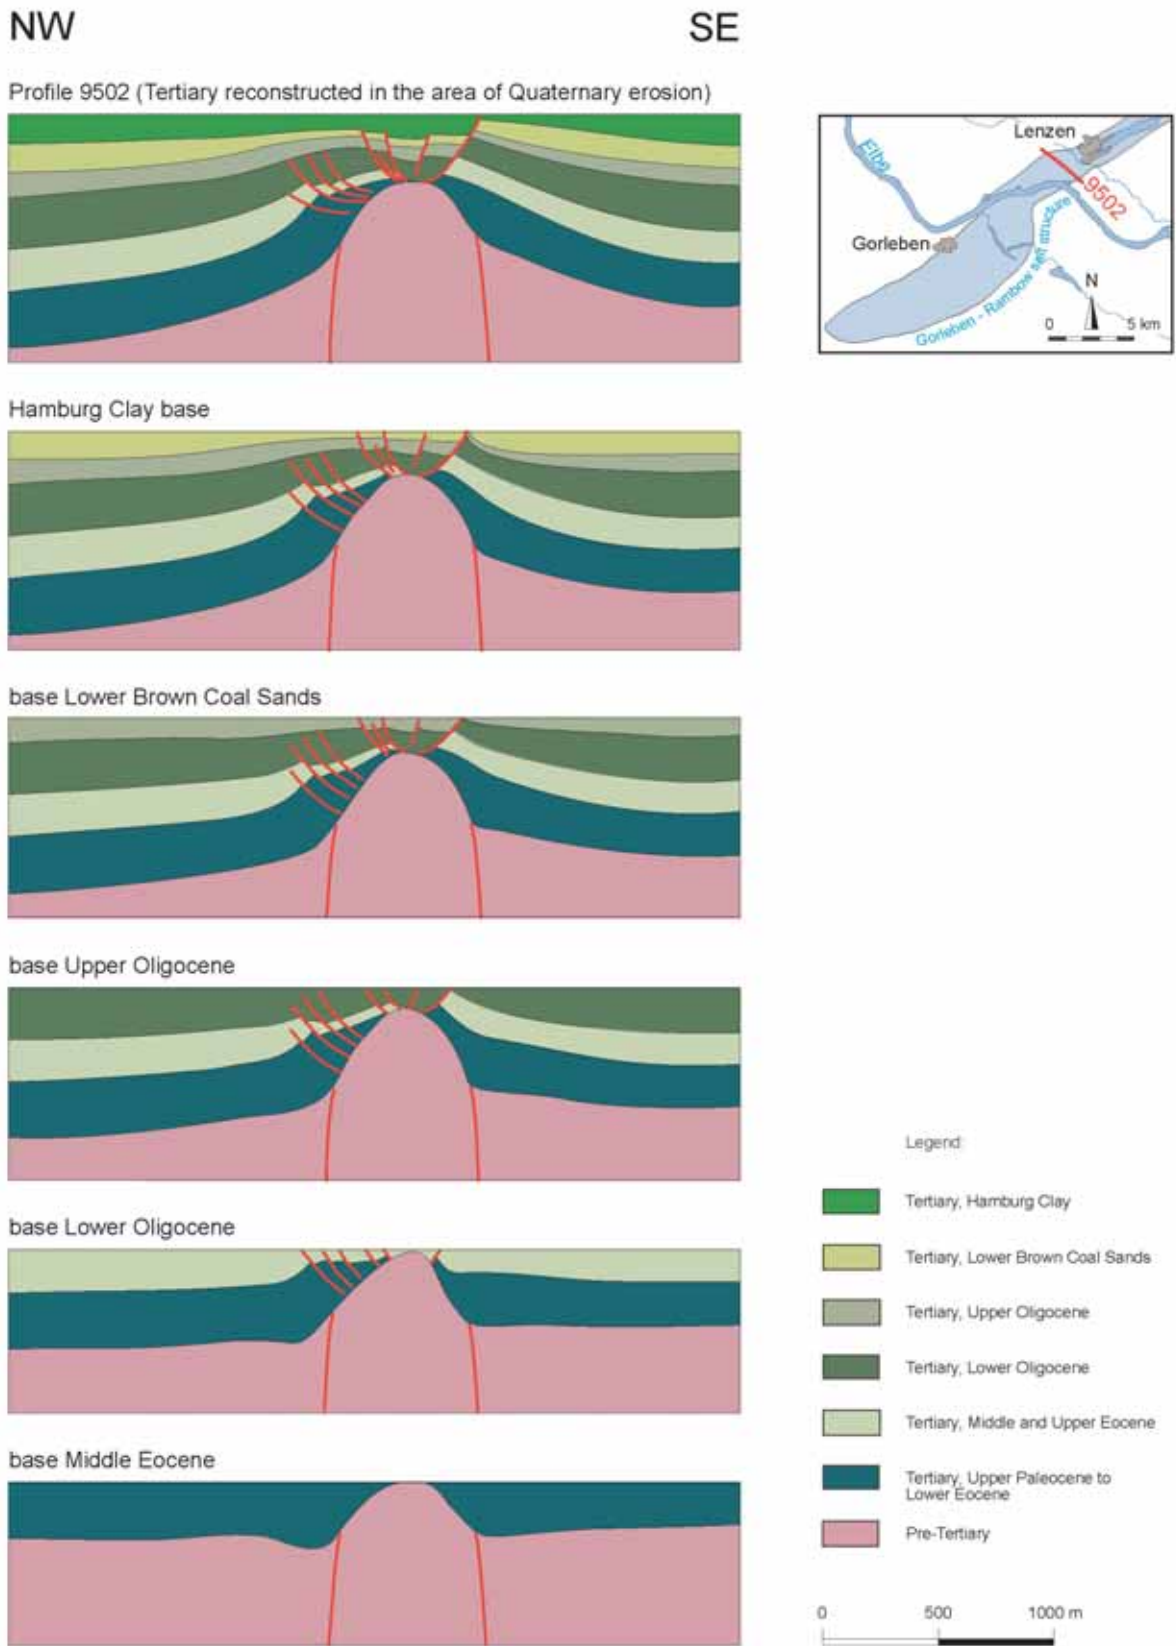 NW
SE
Profile 9502 (Tertiary reconstructed in the area of Quaternary erosion)
Lenzen
Elbe
9502
Gorleben
Gorleben - Rambow salt structure
N
0 5 km
Hamburg Clay base
base Lower Brown Coal Sands
base Upper Oligocene
base Lower Oligocene
base Middle Eocene
Legend:
Tertiary, Hamburg Clay
Tertiary, Lower Brown Coal Sands
Tertiary, Upper Oligocene
Tertiary, Lower Oligocene
Tertiary, Middle and Upper Eocene
Tertiary, Upper Paleocene to
Lower Eocene
Pre-Tertiary
0 500 1000 m